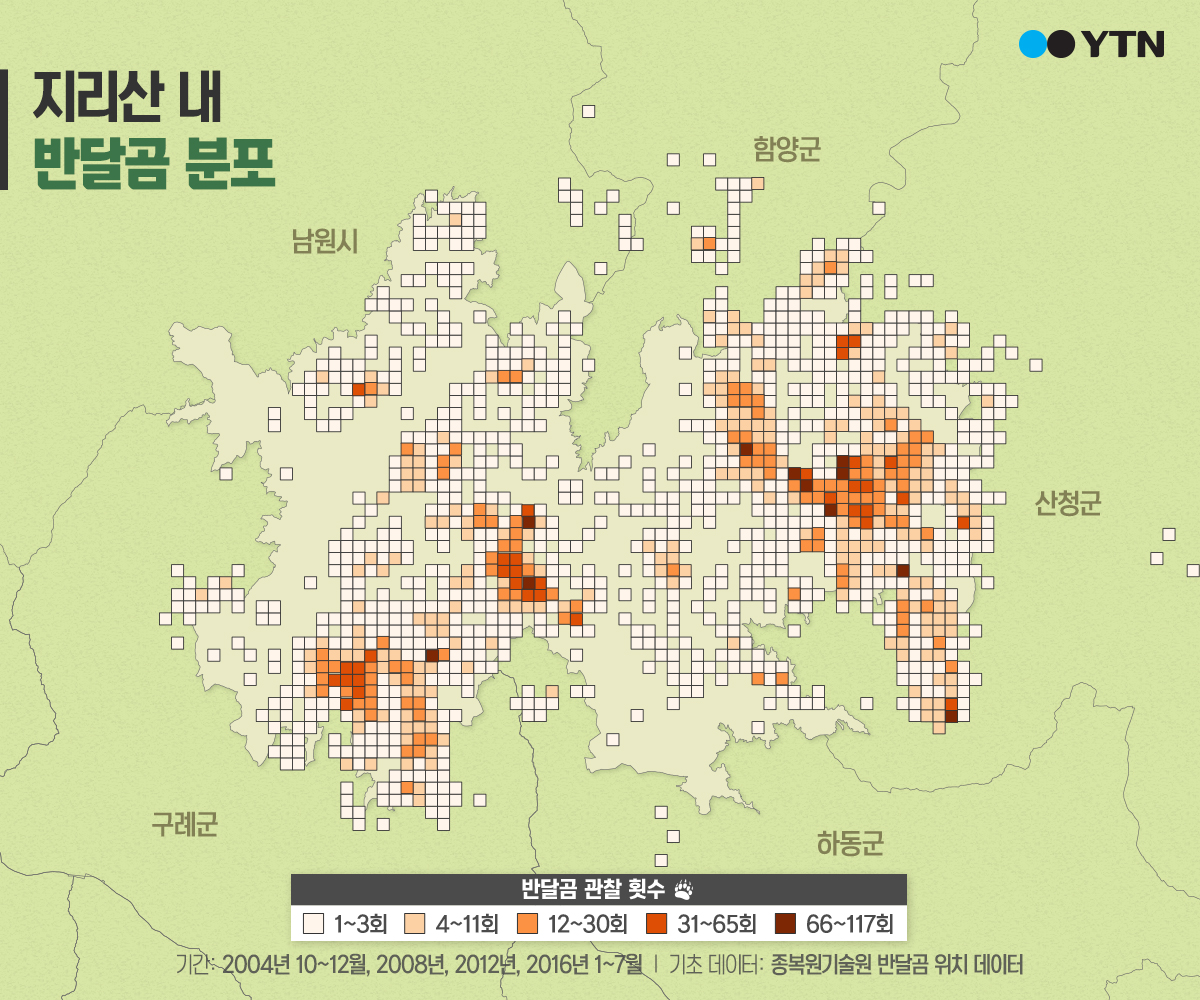 YTN
지리산 내
반달곰 분포
함양군
남원시
산청군
구례군
하동군
반달곰 관찰 횟수
1~3회 4~11회 12~30회 31~65회 66~117회
기간: 2004년 10~12월, 2008년, 2012년, 2016년 1~7월 | 기초 데이터: 종복원기술원 반달곰 위치 데이터